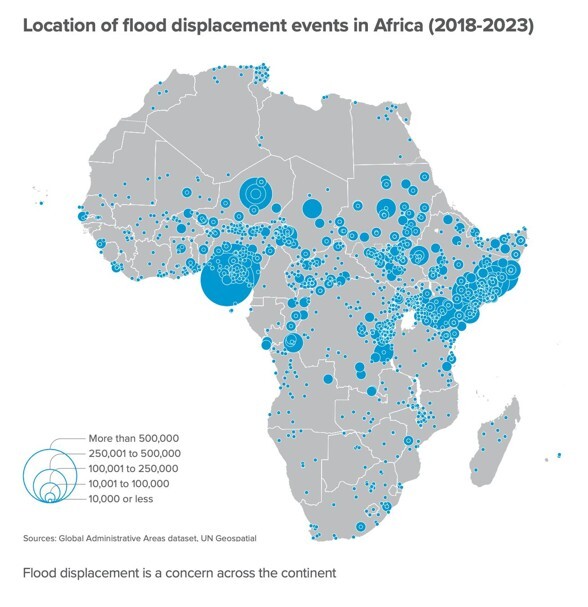 Location of flood displacement events in Africa (2018-2023)
More than 500,000
250,001 to 500,000
100,001 to 250,000
10,001 to 100,000
10,000 or less
Sources: Global Administrative Areas dataset, UN Geospatial
Flood displacement is a concern across the continent